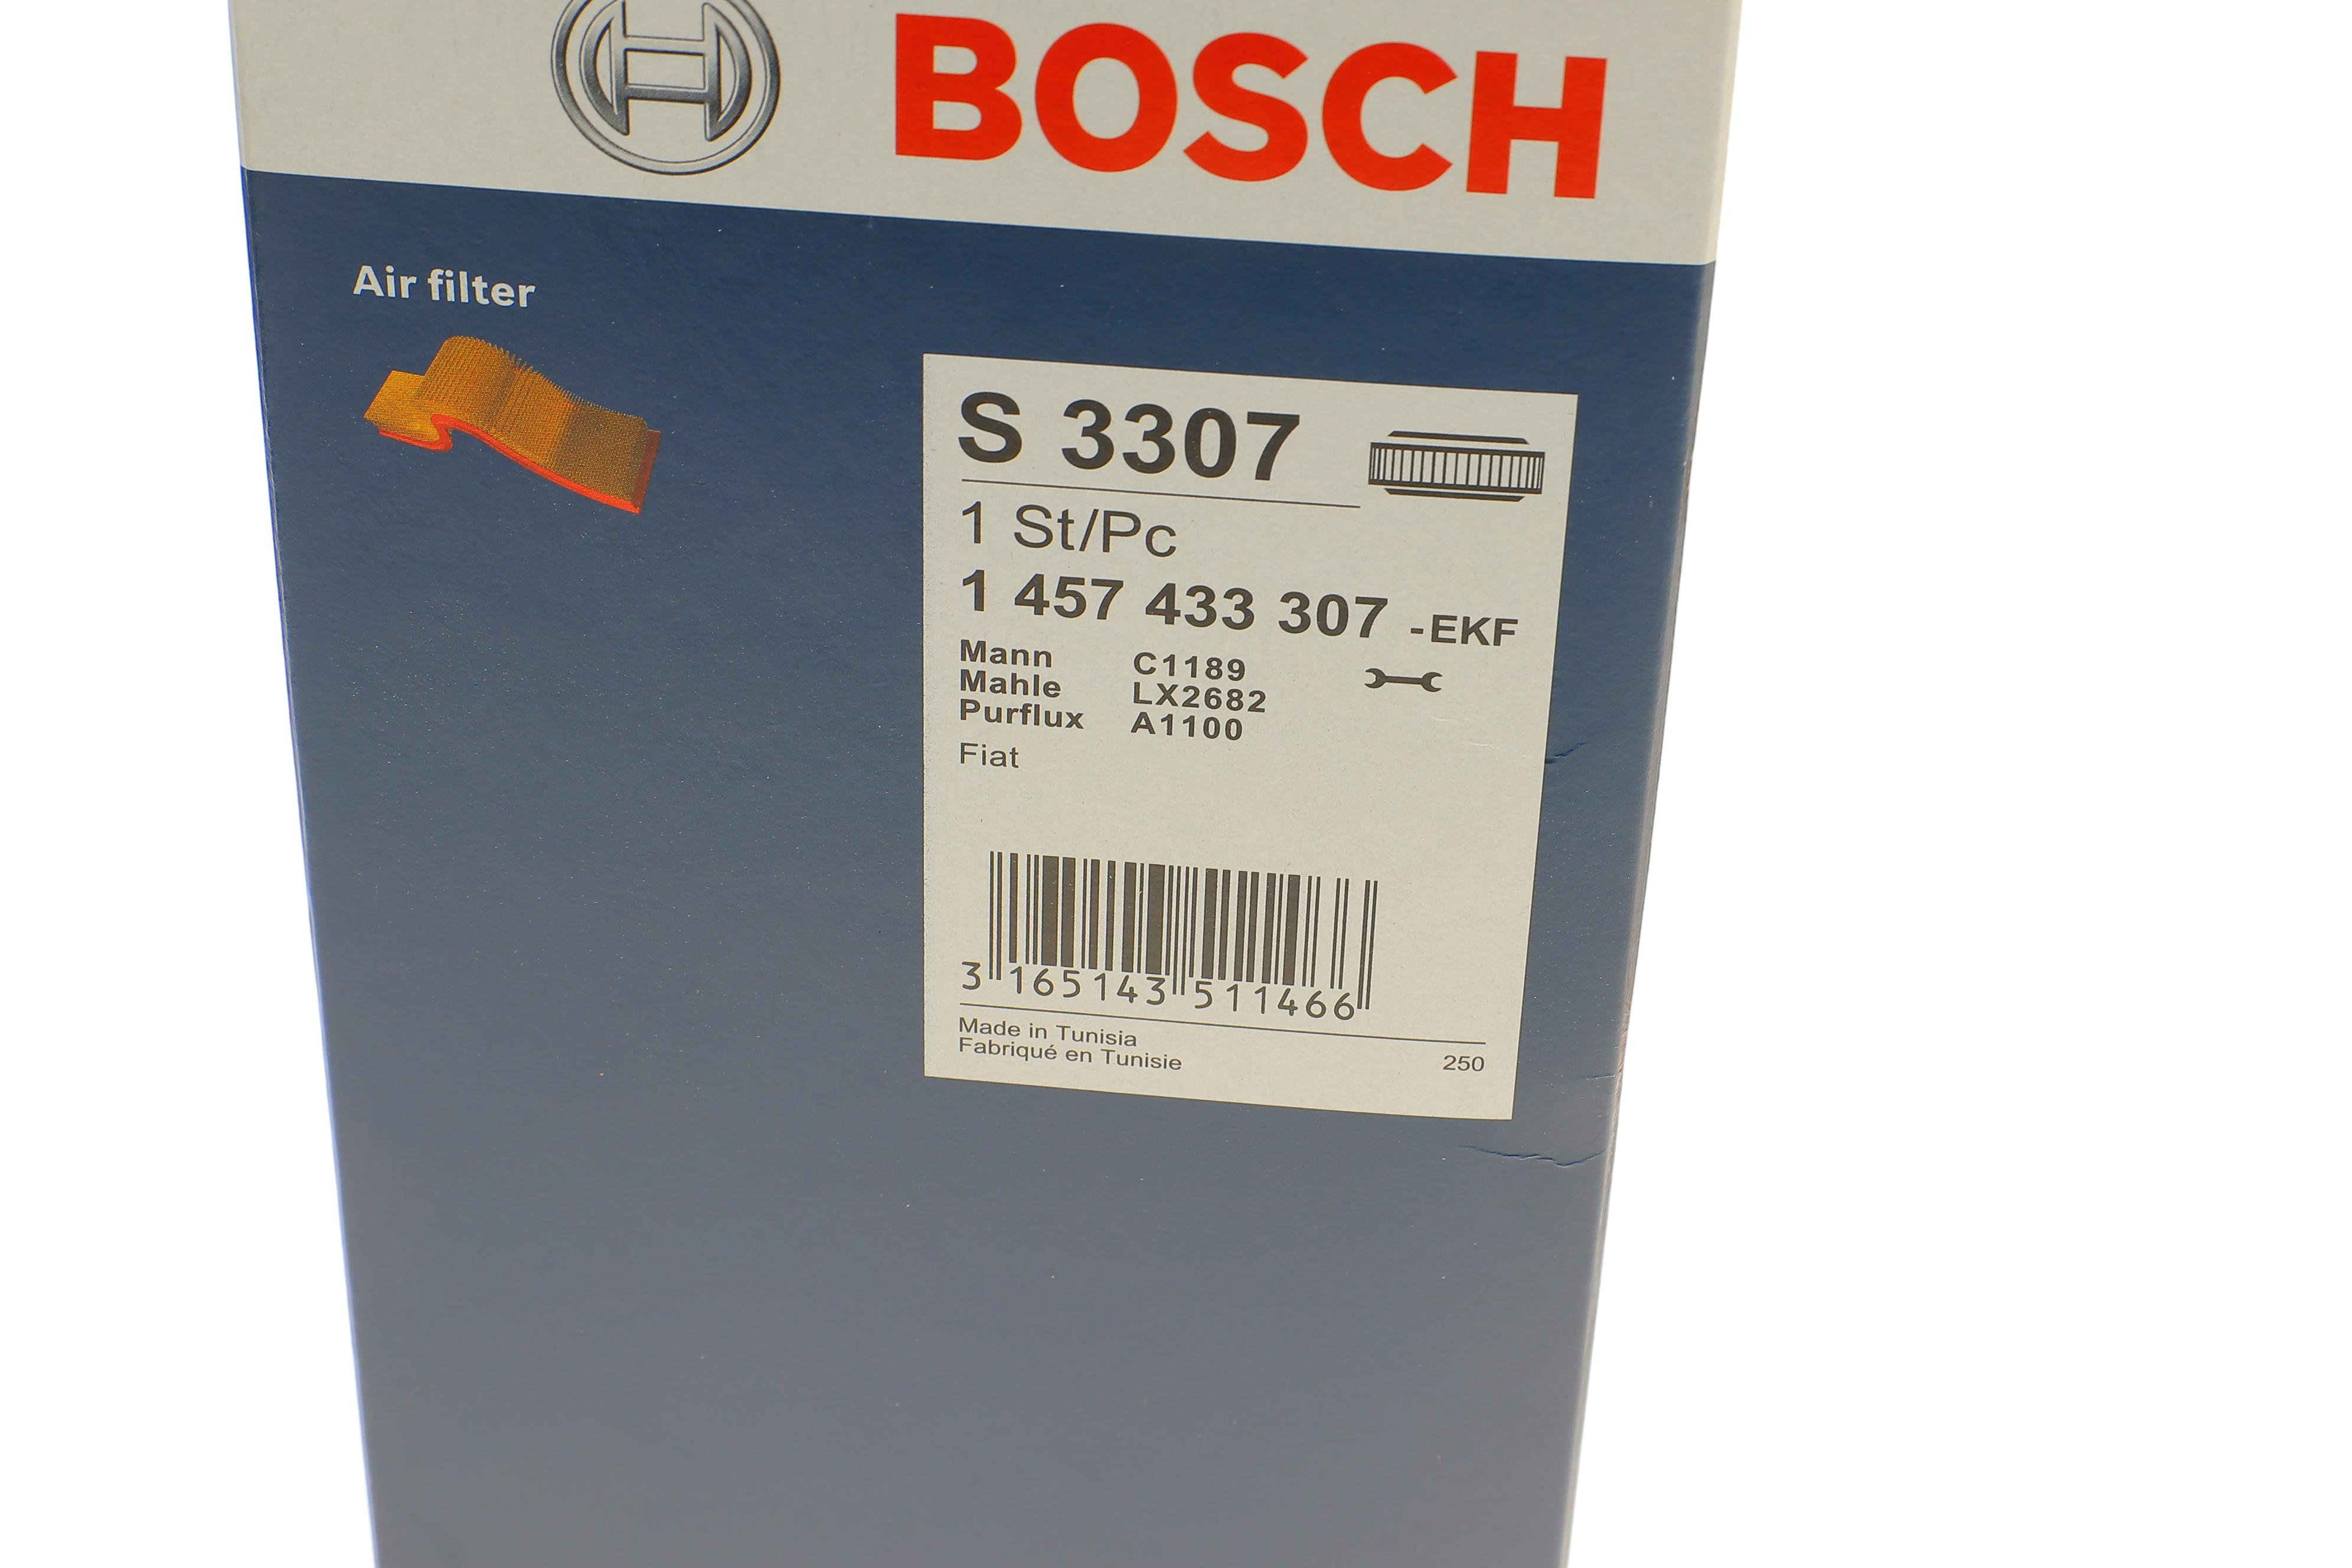 BOSCH
Air filter
S 3307
1 St/Pc
1 457 433 307 -EKF
Mann C1189
Mahle LX2682
Purflux A1100
Fiat
3 165143 511466
Made in Tunisia
Fabriqué en Tunisie 250